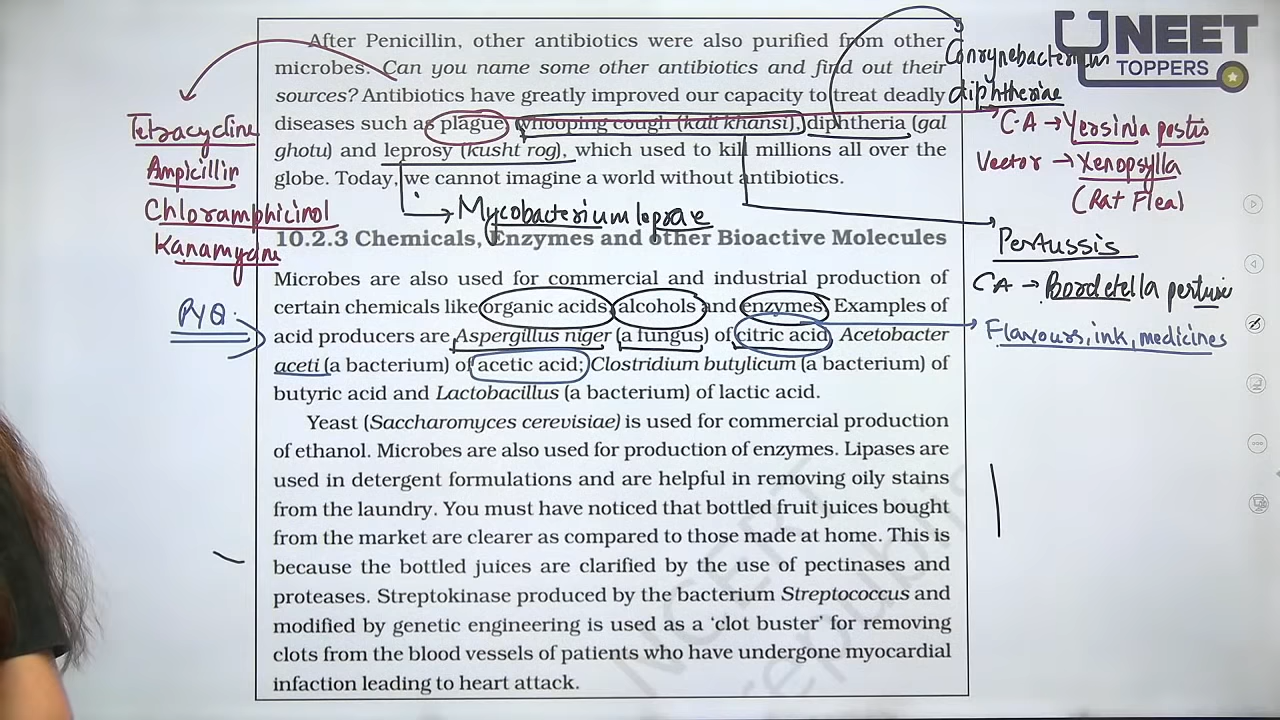 After Penicillin, other antibiotics were also purified from other
microbes. Can you name some other antibiotics and find out their
sources? Antibiotics have greatly improved our capacity to treat deadly
diseases such as plague, whooping cough (kali khansi), diphtheria (gal
ghotu) and leprosy (kusht rog), which used to kill millions all over the
globe. Today, we cannot imagine a world without antibiotics.
10.2.3 Chemicals, Enzymes and other Bioactive Molecules
Microbes are also used for commercial and industrial production of
certain chemicals like organic acids, alcohols and enzymes. Examples of
acid producers are Aspergillus niger (a fungus) of citric acid, Acetobacter
aceti (a bacterium) of acetic acid; Clostridium butylicum (a bacterium) of
butyric acid and Lactobacillus (a bacterium) of lactic acid.
Yeast (Saccharomyces cerevisiae) is used for commercial production
of ethanol. Microbes are also used for production of enzymes. Lipases are
used in detergent formulations and are helpful in removing oily stains
from the laundry. You must have noticed that bottled fruit juices bought
from the market are clearer as compared to those made at home. This is
because the bottled juices are clarified by the use of pectinases and
proteases. Streptokinase produced by the bacterium Streptococcus and
modified by genetic engineering is used as a 'clot buster' for removing
clots from the blood vessels of patients who have undergone myocardial
infaction leading to heart attack.
Tetracycline
Ampicillin
Chloramphicinol
Kanamycin
PYQ
Mycobacterium leprae
Conrynebacterium
diphtheriae
CA → Yersinia pestis
Vector → Xenopsylla
(Rat Flea)
Pertussis
CA → Bordetella pertussi
Flavours, ink, medicines
NEET
TOPPERS
NCERT
republis